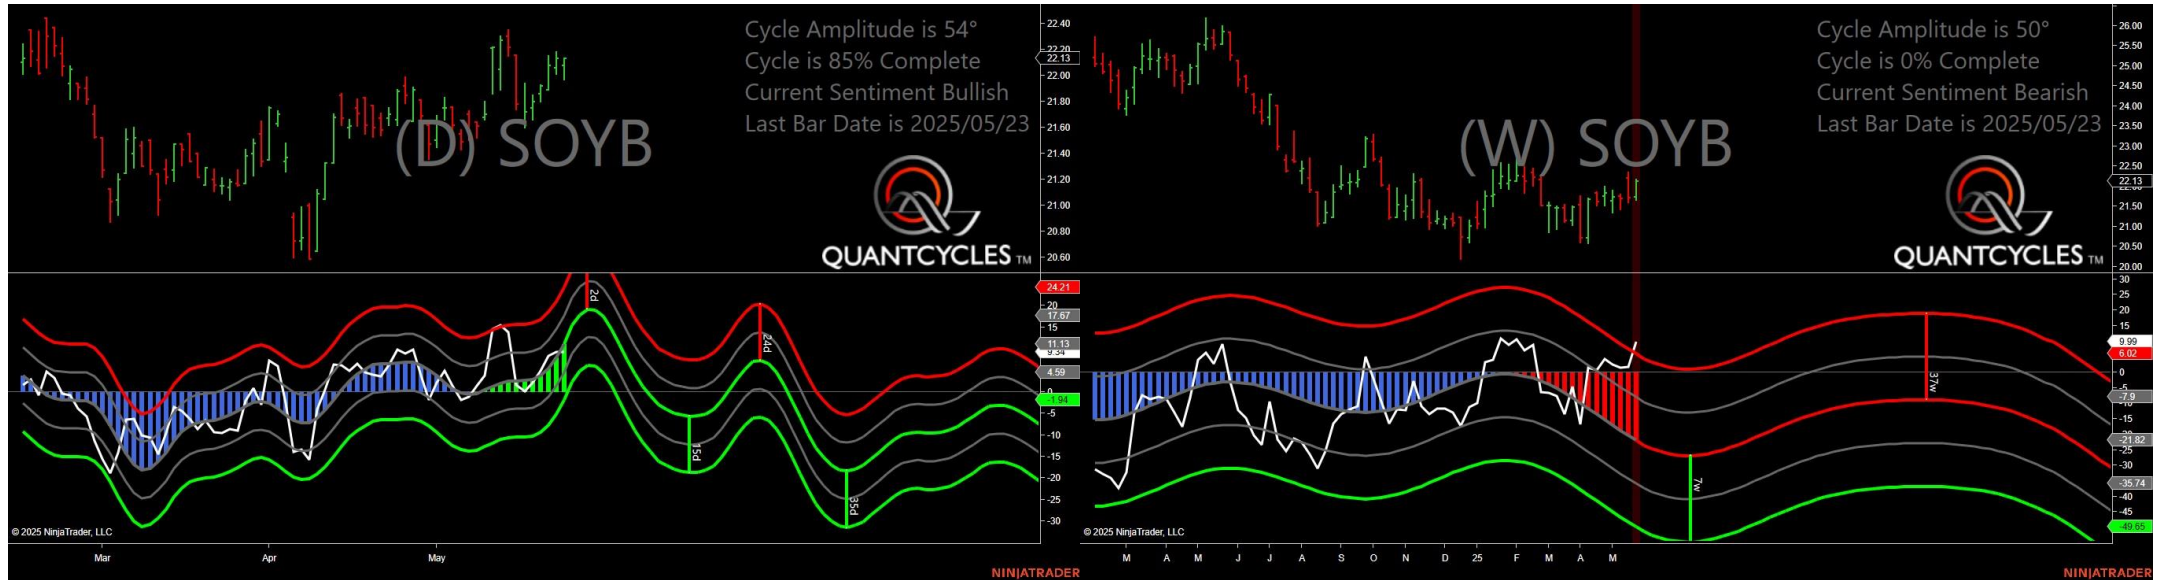 Cycle Amplitude is 54°
Cycle is 85% Complete
Current Sentiment Bullish
Last Bar Date is 2025/05/23
(D) SOYB
QUANTCYCLES TM
22.40
22.20
22.13
22.00
21.80
21.60
21.40
21.20
21.00
20.80
20.60
2d
24d
15d
35d
24.21
20
17.67
15
11.13
9.34
4.59
0
-1.94
-5
-10
-15
-20
-25
-30
© 2025 NinjaTrader, LLC
Mar Apr May
NINJATRADER
Cycle Amplitude is 50°
Cycle is 0% Complete
Current Sentiment Bearish
Last Bar Date is 2025/05/23
(W) SOYB
QUANTCYCLES TM
26.00
25.50
25.00
24.50
24.00
23.50
23.00
22.50
22.13
21.50
21.00
20.50
20.00
37w
7w
30
25
20
15
9.99
6.02
0
-5
-7.9
-15
-21.82
-25
-30
-35.74
-40
-45
-49.65
© 2025 NinjaTrader, LLC
M A M J J A S O N D 25 F M A M
NINJATRADER